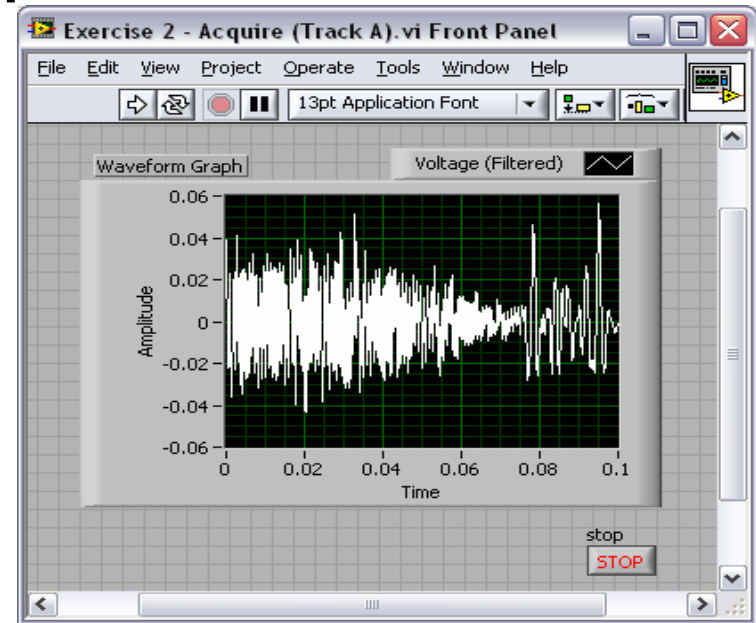 Exercise 2 - Acquire (Track A).vi Front Panel
File Edit View Project Operate Tools Window Help
13pt Application Font
Waveform Graph
Voltage (Filtered)
0.06
0.04
0.02
0
-0.02
-0.04
-0.06
Amplitude
0 0.02 0.04 0.06 0.08 0.1
Time
stop
STOP